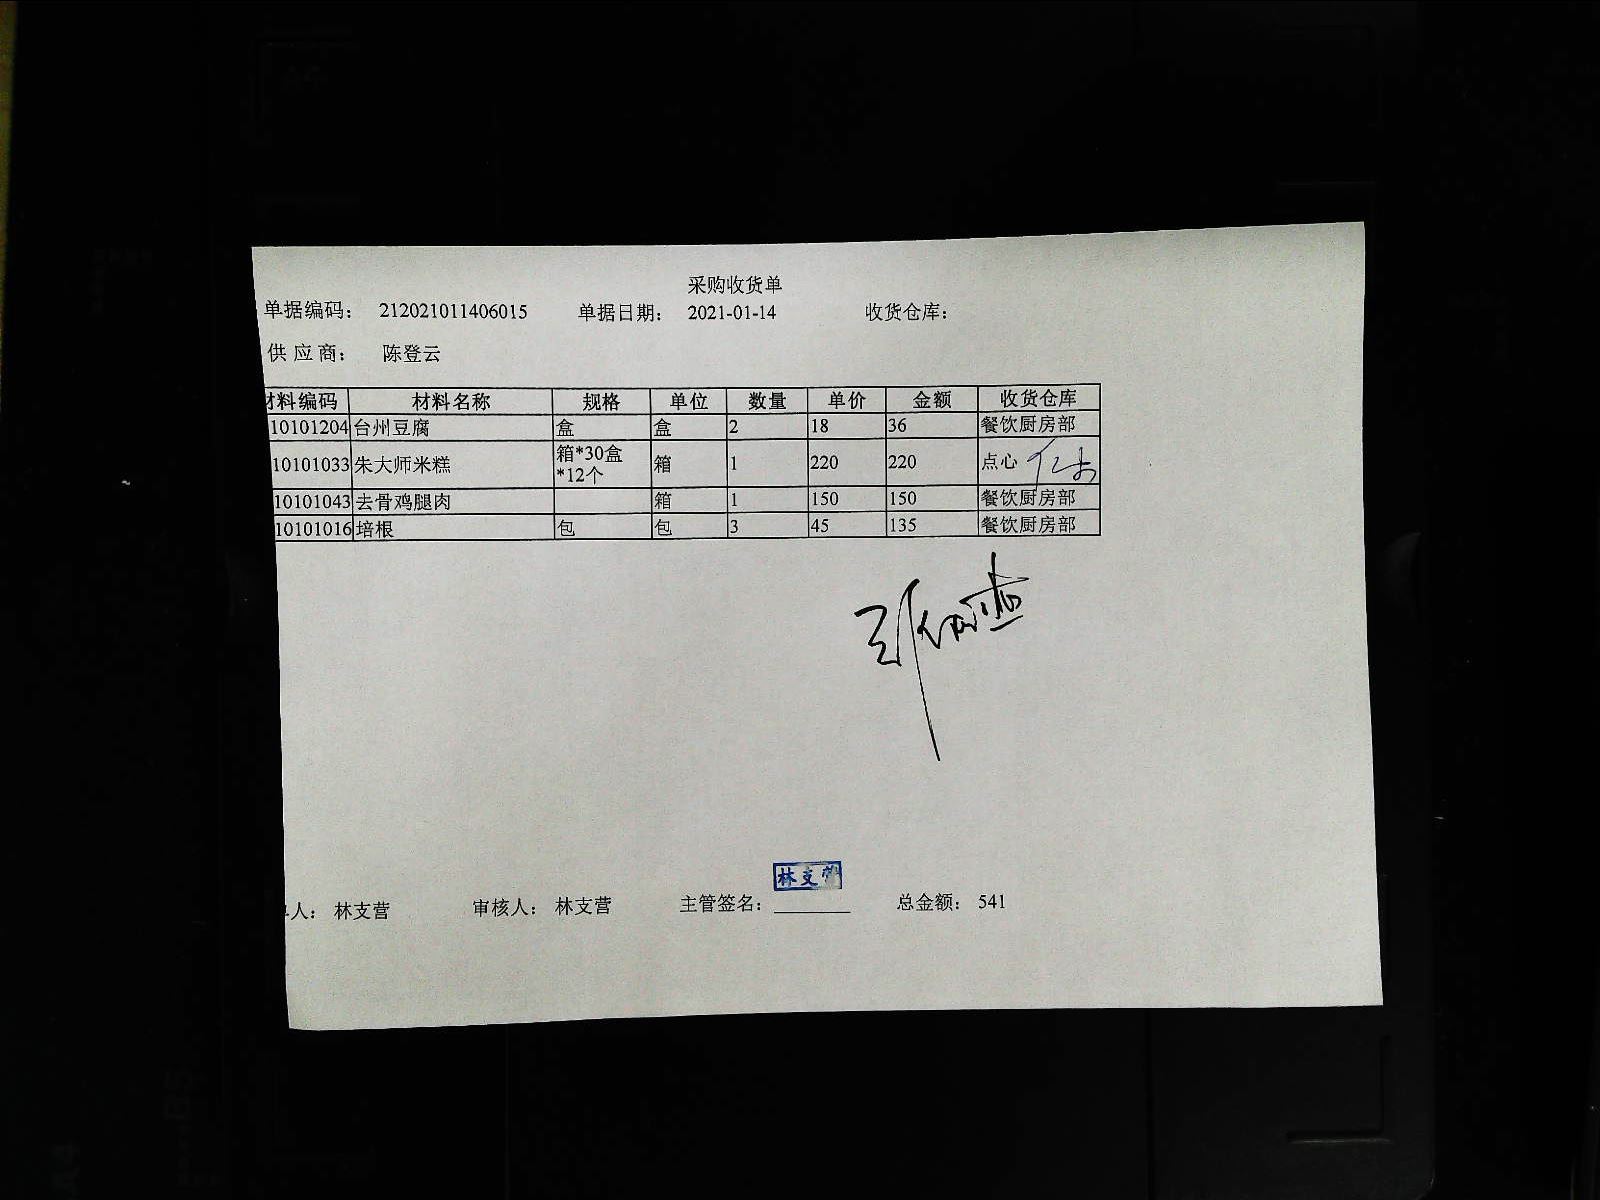 采购收货单
单据编码： 212021011406015 单据日期： 2021-01-14 收货仓库：
供应商： 陈登云
材料编码 材料名称 规格 单位 数量 单价 金额 收货仓库
10101204 台州豆腐 盒 盒 2 18 36 餐饮厨房部
10101033 朱大师米糕 箱*30盒*12个 箱 1 220 220 点心
10101043 去骨鸡腿肉 箱 1 150 150 餐饮厨房部
10101016 培根 包 包 3 45 135 餐饮厨房部
林支营
人： 林支营 审核人： 林支营 主管签名： 总金额： 541